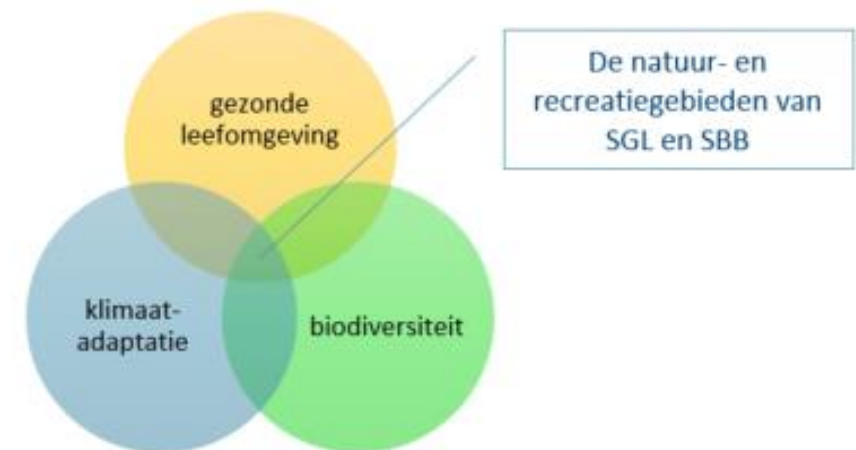 gezonde
leefomgeving
De natuur- en
recreatiegebieden van
SGL en SBB
klimaat-
adaptatie
biodiversiteit